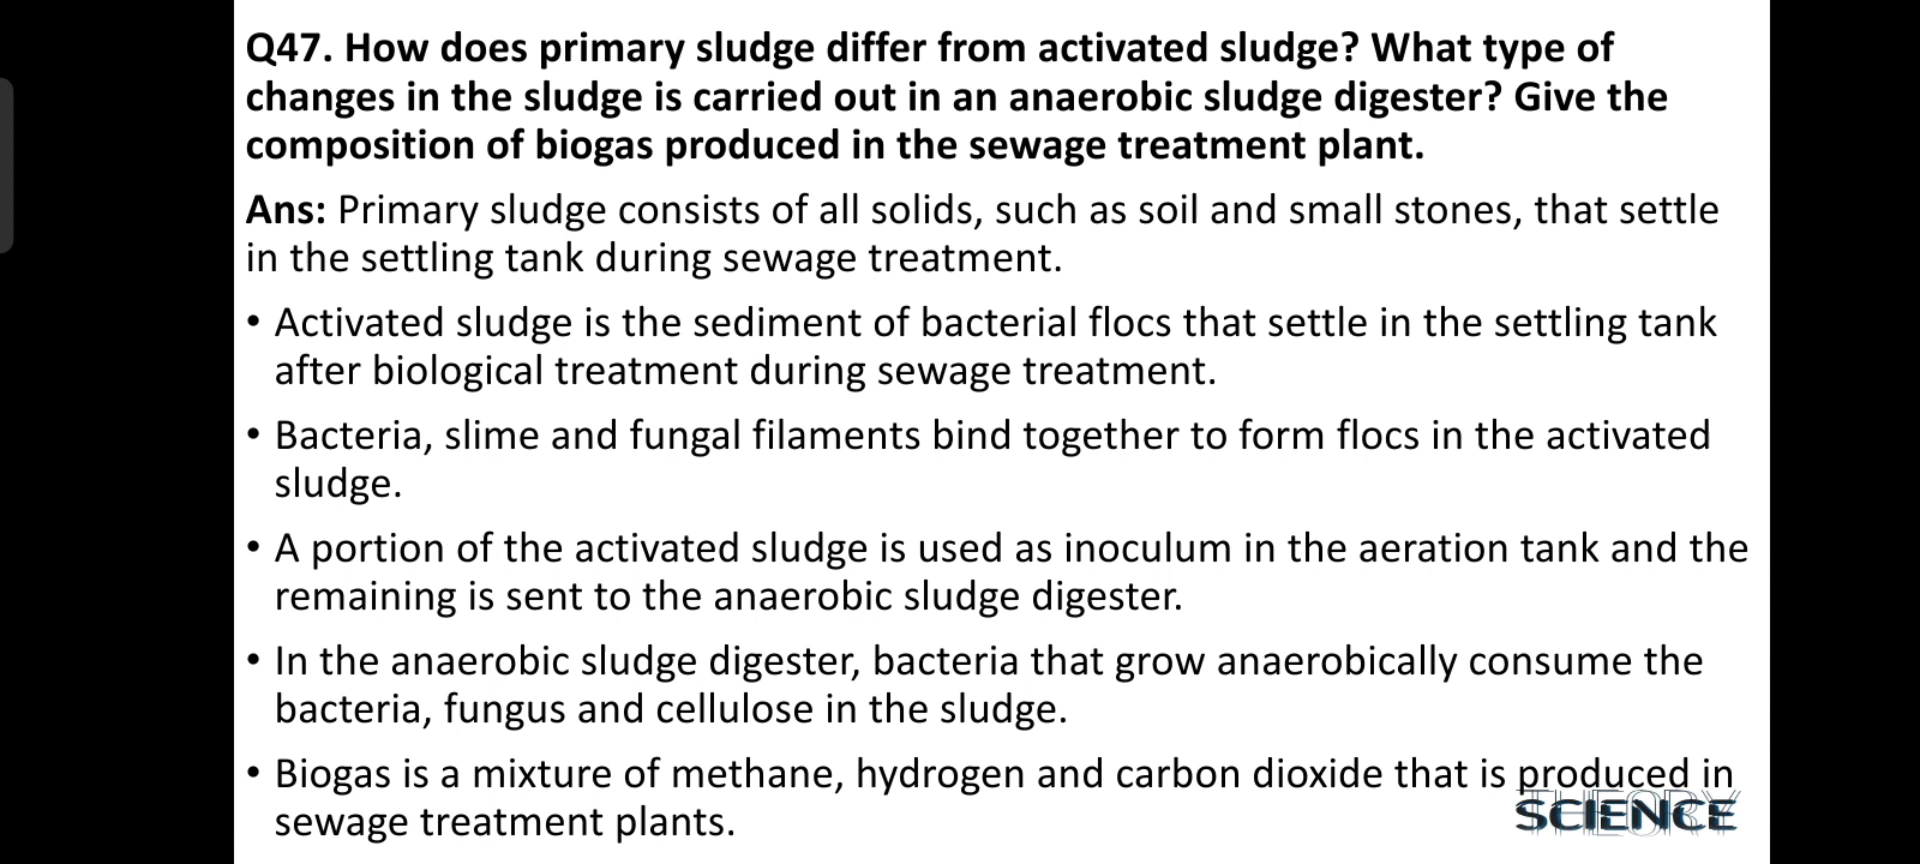 Q47. How does primary sludge differ from activated sludge? What type of
changes in the sludge is carried out in an anaerobic sludge digester? Give the
composition of biogas produced in the sewage treatment plant.
Ans: Primary sludge consists of all solids, such as soil and small stones, that settle
in the settling tank during sewage treatment.
• Activated sludge is the sediment of bacterial flocs that settle in the settling tank
after biological treatment during sewage treatment.
• Bacteria, slime and fungal filaments bind together to form flocs in the activated
sludge.
• A portion of the activated sludge is used as inoculum in the aeration tank and the
remaining is sent to the anaerobic sludge digester.
• In the anaerobic sludge digester, bacteria that grow anaerobically consume the
bacteria, fungus and cellulose in the sludge.
• Biogas is a mixture of methane, hydrogen and carbon dioxide that is produced in
sewage treatment plants.
THEORY
SCIENCE